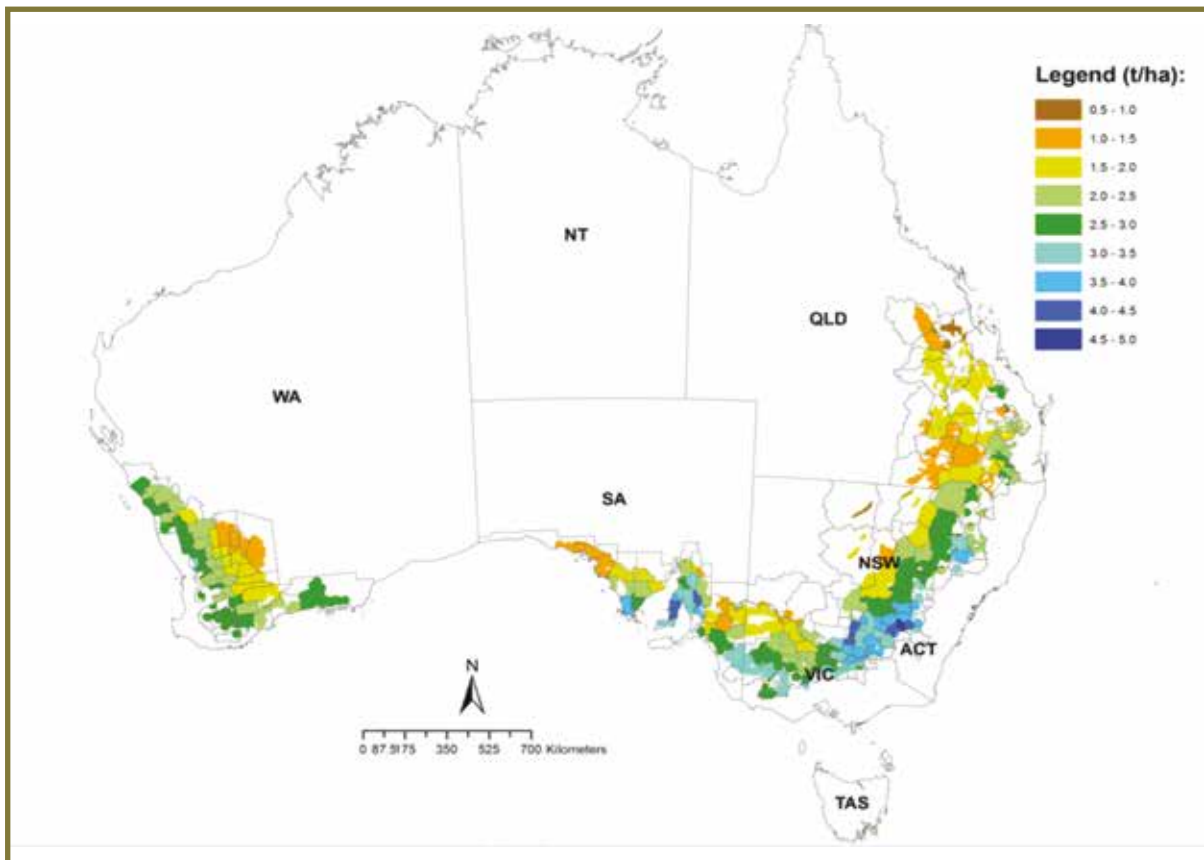 Legend (t/ha):
0.5 - 1.0
1.0 - 1.5
1.5 - 2.0
2.0 - 2.5
2.5 - 3.0
3.0 - 3.5
3.5 - 4.0
4.0 - 4.5
4.5 - 5.0
NT
QLD
WA
SA
NSW
ACT
VIC
N
0 87.5175 350 525 700 Kilometers
TAS